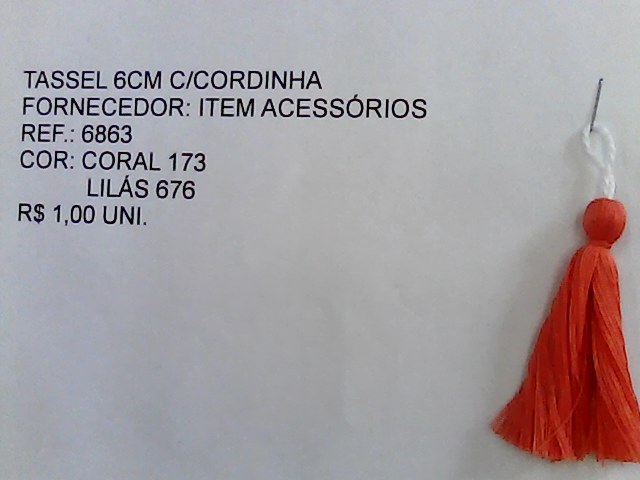 TASSEL 6CM C/CORDINHA
FORNECEDOR: ITEM ACESSÓRIOS
REF.: 6863
COR: CORAL 173
LILÁS 676
R$ 1,00 UNI.